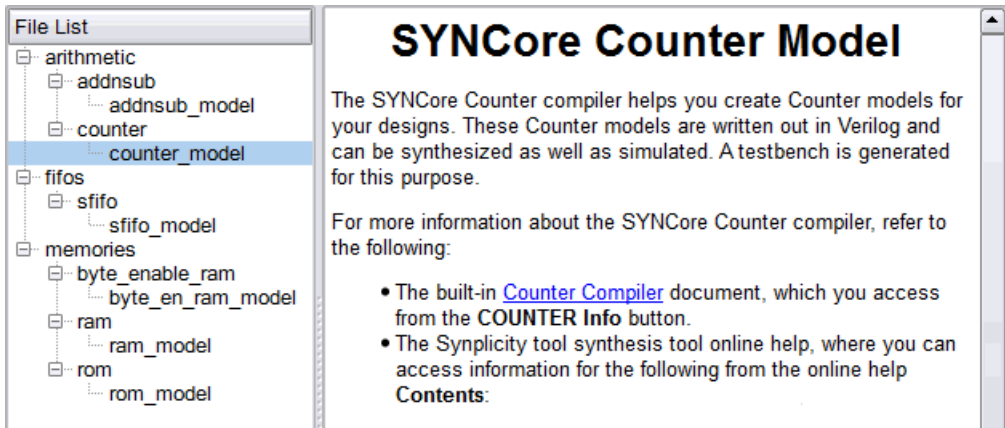 File List
arithmetic
addnsub
addnsub_model
counter
counter_model
fifos
sfifo
sfifo_model
memories
byte_enable_ram
byte_en_ram_model
ram
ram_model
rom
rom_model
SYNCore Counter Model
The SYNCore Counter compiler helps you create Counter models for
your designs. These Counter models are written out in Verilog and
can be synthesized as well as simulated. A testbench is generated
for this purpose.
For more information about the SYNCore Counter compiler, refer to
the following:
• The built-in Counter Compiler document, which you access
from the COUNTER Info button.
• The Synplicity tool synthesis tool online help, where you can
access information for the following from the online help
Contents: